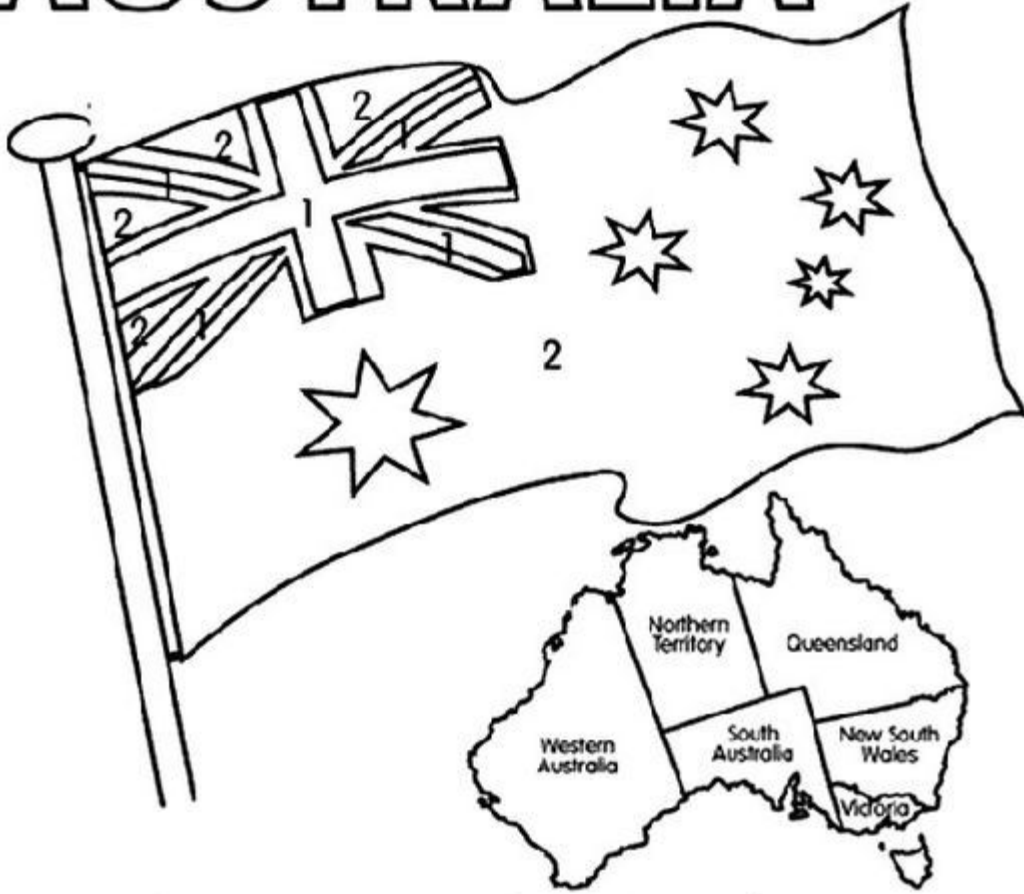 AUSTRALIA
2
2
1
1
2
1
1
2
1
2
Northern
Territory
Queensland
Western
Australia
South
Australia
New South
Wales
Victoria